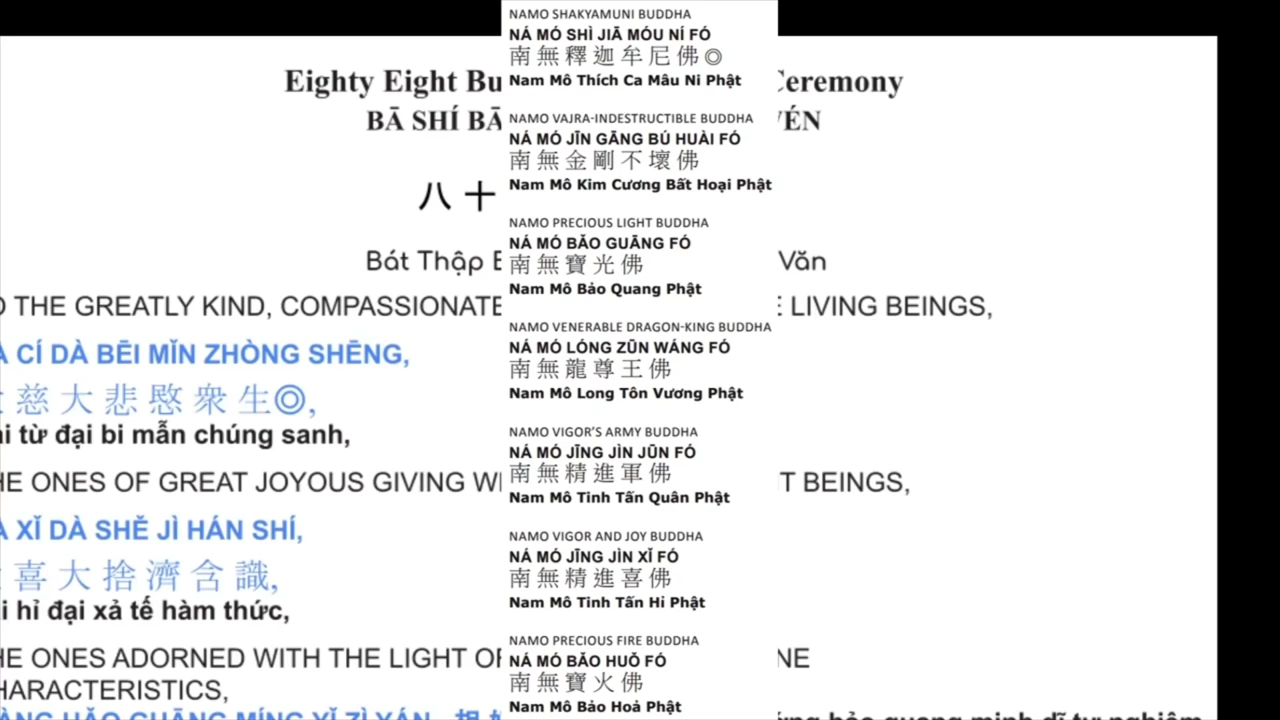 Eighty Eight Bu
Ceremony
BĀ SHÍ BĀ
VÉN
八 十
Bát Thập B
Văn
O THE GREATLY KIND, COMPASSIONATE
E LIVING BEINGS,
À CÍ DÀ BĒI MǏN ZHÒNG SHĒNG,
慈 大 悲 愍 衆 生◎,
ại từ đại bi mẫn chúng sanh,
HE ONES OF GREAT JOYOUS GIVING W
T BEINGS,
À XǏ DÀ SHĚ JÌ HÁN SHÍ,
喜 大 捨 濟 含 識,
i hỉ đại xả tế hàm thức,
HE ONES ADORNED WITH THE LIGHT OF
NE
HARACTERISTICS,
NAMO SHAKYAMUNI BUDDHA
NÁ MÓ SHÌ JIĀ MÓU NÍ FÓ
南 無 釋 迦 牟 尼 佛 ◎
Nam Mô Thích Ca Mâu Ni Phật
NAMO VAJRA-INDESTRUCTIBLE BUDDHA
NÁ MÓ JĪN GĀNG BÚ HUÀI FÓ
南 無 金 剛 不 壞 佛
Nam Mô Kim Cương Bất Hoại Phật
NAMO PRECIOUS LIGHT BUDDHA
NÁ MÓ BǍO GUĀNG FÓ
南 無 寶 光 佛
Nam Mô Bảo Quang Phật
NAMO VENERABLE DRAGON-KING BUDDHA
NÁ MÓ LÓNG ZŪN WÁNG FÓ
南 無 龍 尊 王 佛
Nam Mô Long Tôn Vương Phật
NAMO VIGOR'S ARMY BUDDHA
NÁ MÓ JĪNG JÌN JŪN FÓ
南 無 精 進 軍 佛
Nam Mô Tinh Tấn Quân Phật
NAMO VIGOR AND JOY BUDDHA
NÁ MÓ JĪNG JÌN XǏ FÓ
南 無 精 進 喜 佛
Nam Mô Tinh Tấn Hỉ Phật
NAMO PRECIOUS FIRE BUDDHA
NÁ MÓ BǍO HUǑ FÓ
南 無 寶 火 佛
Nam Mô Bảo Hoả Phật